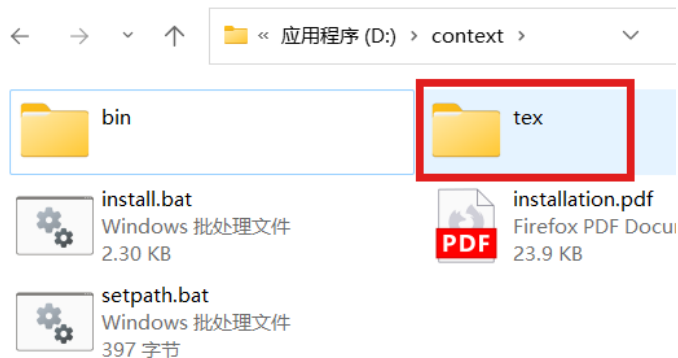 « 应用程序 (D:) › context ›
bin
tex
install.bat
Windows 批处理文件
2.30 KB
installation.pdf
Firefox PDF Docu
23.9 KB
PDF
setpath.bat
Windows 批处理文件
397 字节